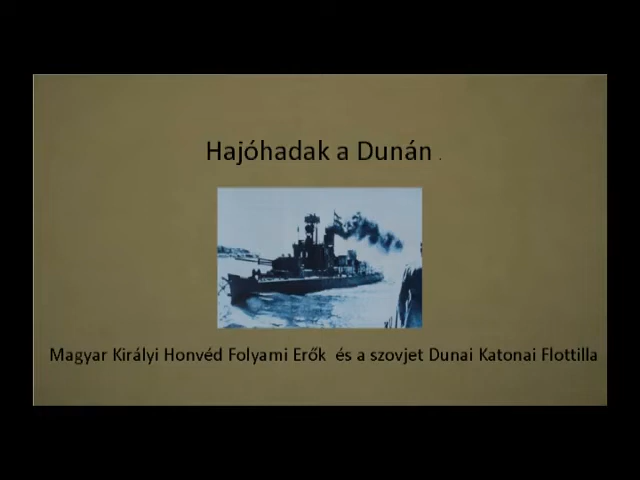 Hajóhadak a Dunán .
Magyar Királyi Honvéd Folyami Erők és a szovjet Dunai Katonai Flottilla